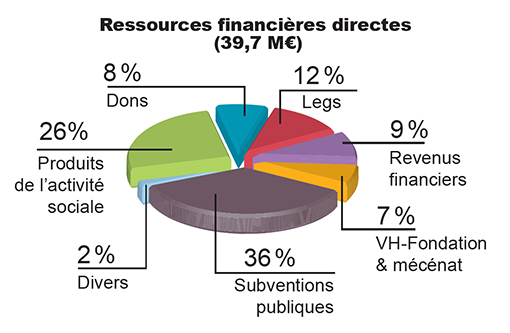 Ressources financières directes
(39,7 M€)
8 %
Dons
12 %
Legs
26%
Produits
de l’activité
sociale
9 %
Revenus
financiers
7 %
VH-Fondation
& mécénat
2 %
Divers
36 %
Subventions
publiques